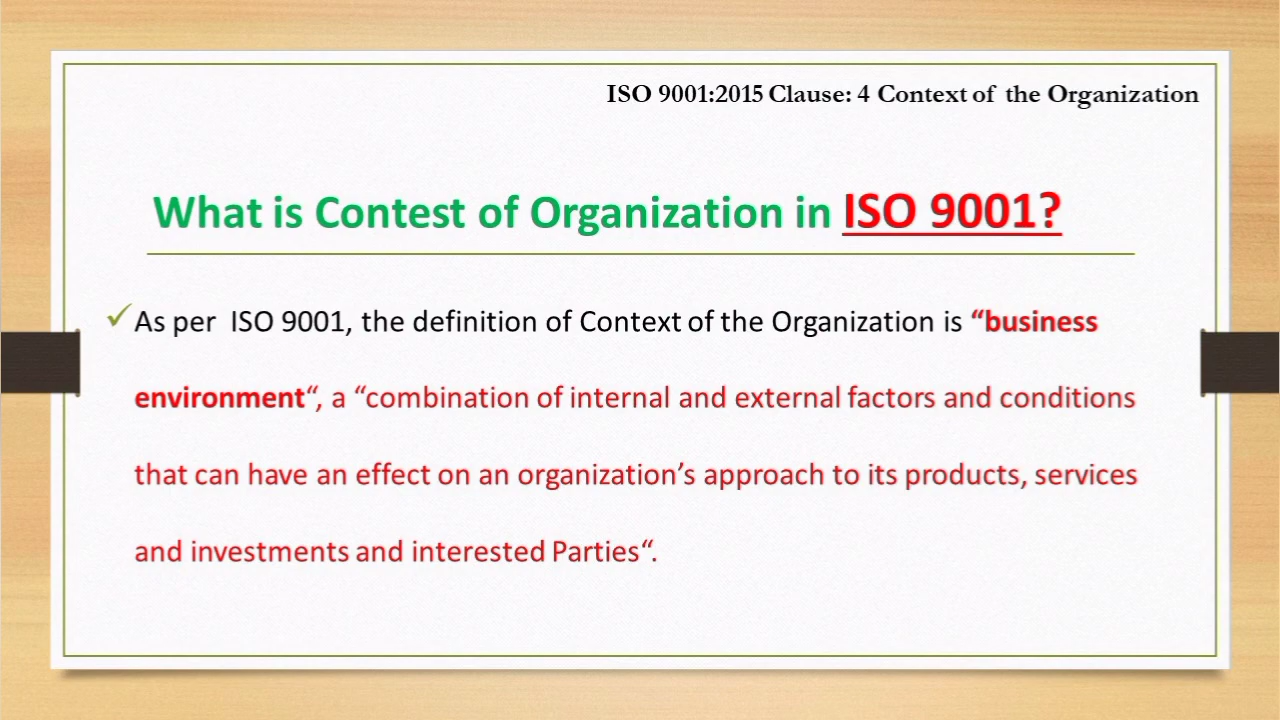 ISO 9001:2015 Clause: 4 Context of the Organization
What is Contest of Organization in ISO 9001?
✓As per ISO 9001, the definition of Context of the Organization is “business
environment“, a “combination of internal and external factors and conditions
that can have an effect on an organization’s approach to its products, services
and investments and interested Parties“.